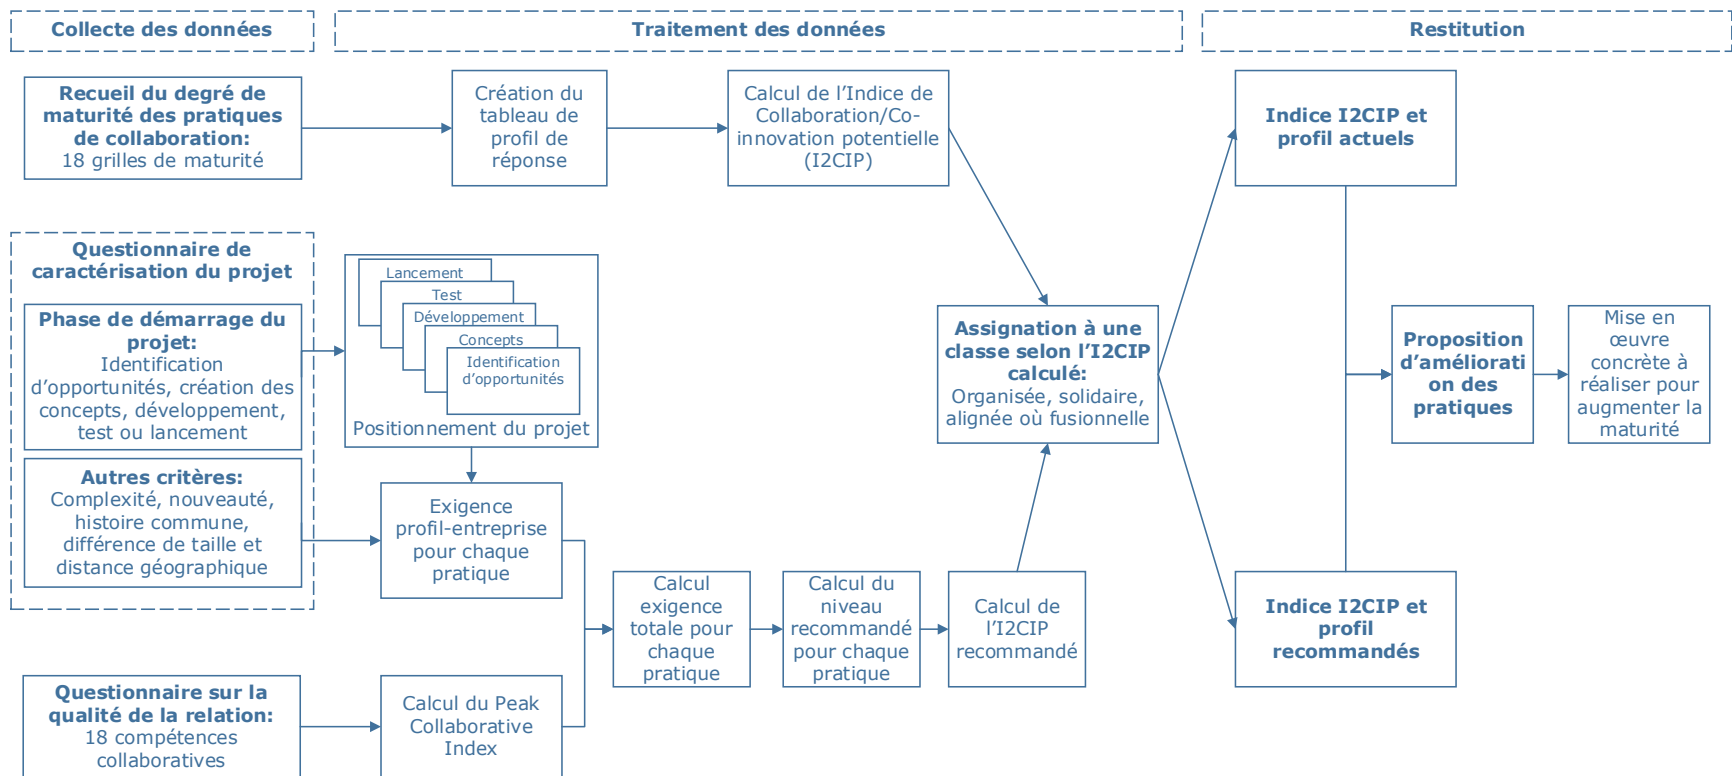 Collecte des données
Traitement des données
Restitution
Recueil du degré de
maturité des pratiques
de collaboration:
18 grilles de maturité
Création du
tableau de
profil de
réponse
Calcul de l'Indice de
Collaboration/Co-
innovation potentielle
(I2CIP)
Indice I2CIP et
profil actuels
Questionnaire de
caractérisation du projet
Phase de démarrage du
projet:
Identification
d'opportunités, création des
concepts, développement,
test ou lancement
Autres critères:
Complexité, nouveauté,
histoire commune,
différence de taille et
distance géographique
Lancement
Test
Développement
Concepts
Identification
d'opportunités
Positionnement du projet
Exigence
profil-entreprise
pour chaque
pratique
Assignation à une
classe selon l'I2CIP
calculé:
Organisée, solidaire,
alignée où fusionnelle
Proposition
d'améliorati
on des
pratiques
Mise en
œuvre
concrète à
réaliser pour
augmenter la
maturité
Calcul
exigence
totale pour
chaque
pratique
Calcul du
niveau
recommandé
pour chaque
pratique
Calcul de
l'I2CIP
recommandé
Indice I2CIP et
profil
recommandés
Questionnaire sur la
qualité de la relation:
18 compétences
collaboratives
Calcul du Peak
Collaborative
Index